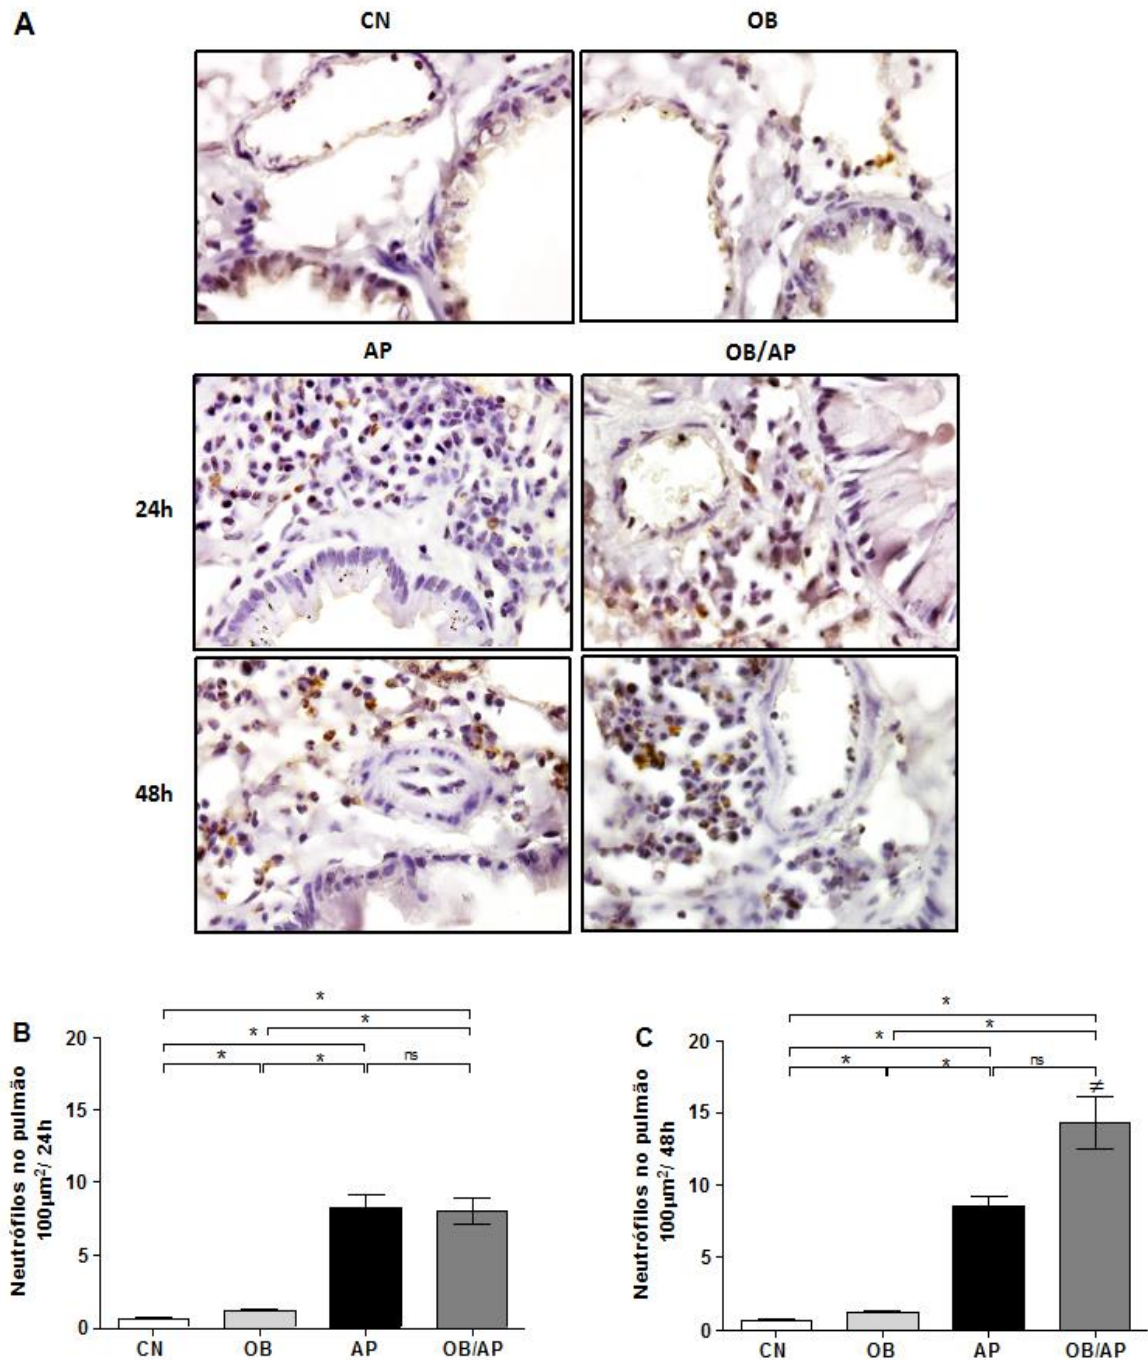 A
CN
OB
AP
OB/AP
24h
48h
B
Neutrófilos no pulmão
100µm²/ 24h
20
15
10
5
0
*
*
*
*
*
ns
CN
OB
AP
OB/AP
C
Neutrófilos no pulmão
100µm²/ 48h
20
15
10
5
0
*
*
*
*
*
ns
≠
CN
OB
AP
OB/AP